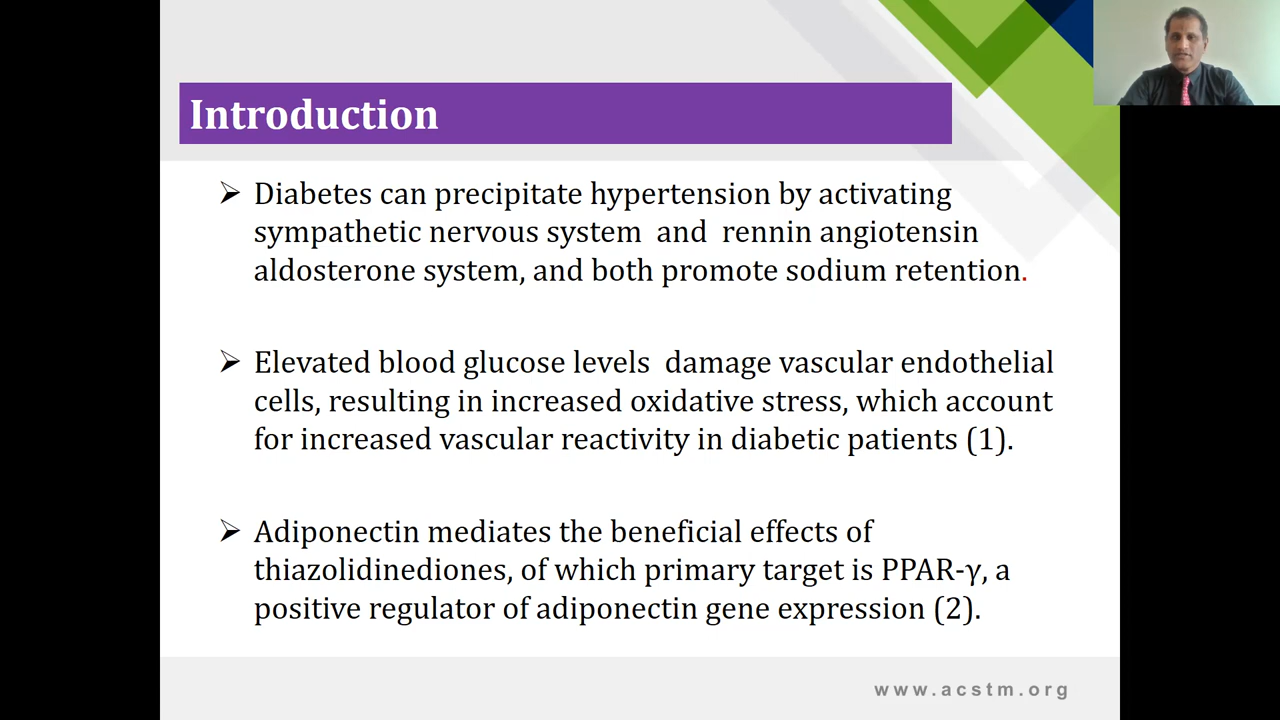 Introduction
➢ Diabetes can precipitate hypertension by activating
sympathetic nervous system and rennin angiotensin
aldosterone system, and both promote sodium retention.
➢ Elevated blood glucose levels damage vascular endothelial
cells, resulting in increased oxidative stress, which account
for increased vascular reactivity in diabetic patients (1).
➢ Adiponectin mediates the beneficial effects of
thiazolidinediones, of which primary target is PPAR-γ, a
positive regulator of adiponectin gene expression (2).
www.acstm.org